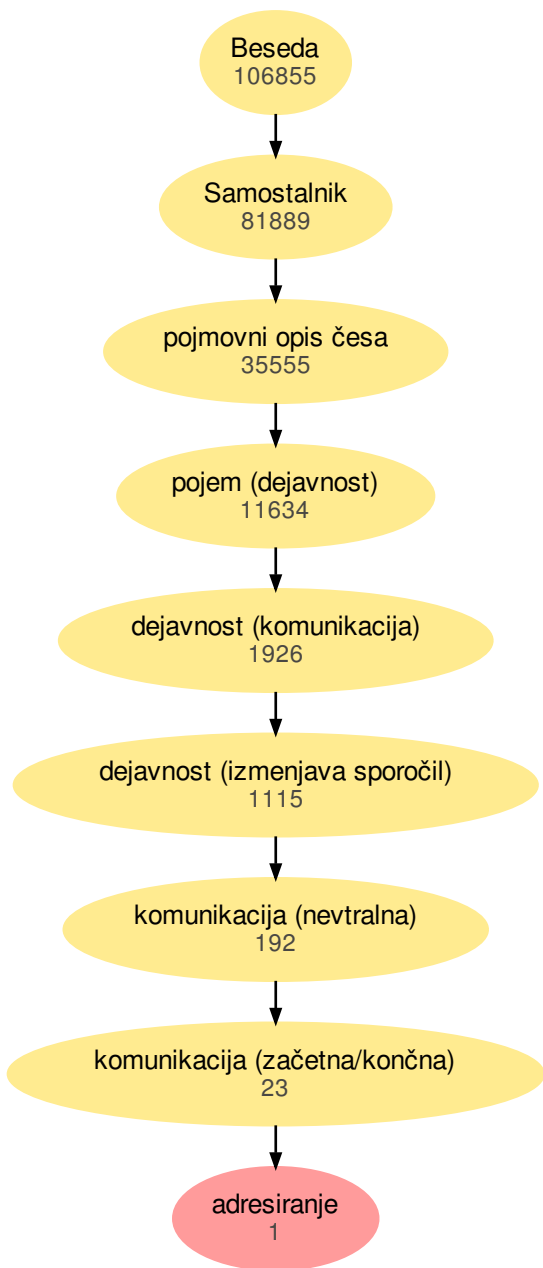 Beseda
106855
Samostalnik
81889
pojmovni opis česa
35555
pojem (dejavnost)
11634
dejavnost (komunikacija)
1926
dejavnost (izmenjava sporočil)
1115
komunikacija (nevtralna)
192
komunikacija (začetna/končna)
23
adresiranje
1